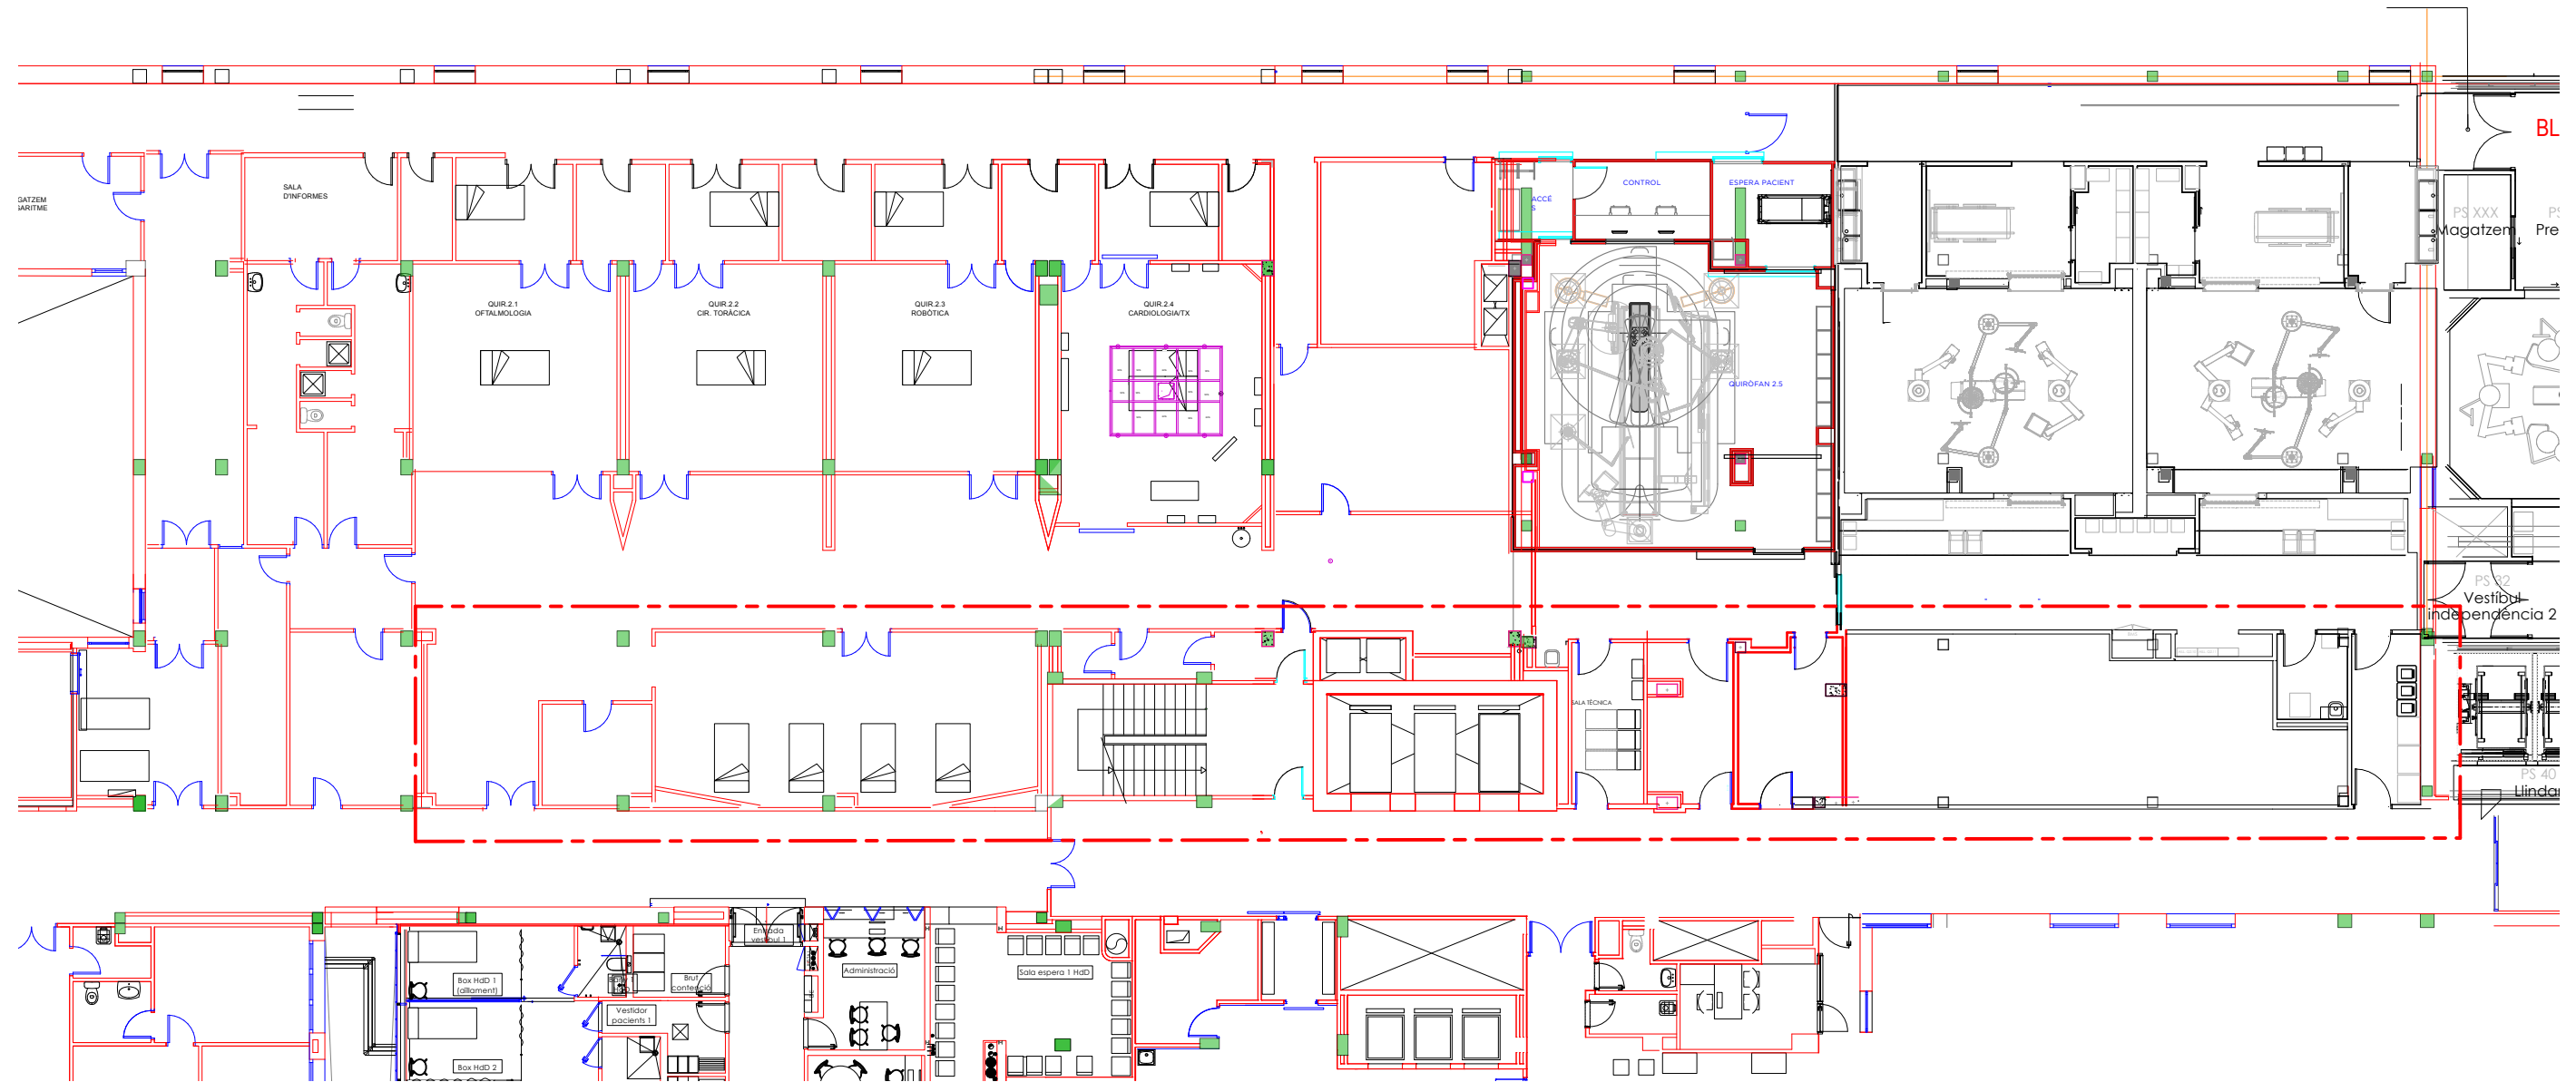 BL
SALA
D'INFORMES
GATZEM
SARITME
ACCÉ
S
CONTROL
ESPERA PACIENT
PS XXX
Magatzem
Pre
QUIR.2.1
OFTALMOLOGIA
QUIR.2.2
CIR. TORÀCICA
QUIR.2.3
ROBÒTICA
QUIR.2.4
CARDIOLOGIA/TX
QUIRÒFAN 2.5
PS 32
Vestíbul
independència 2
SALA TÈCNICA
PS 40
Llindar
Entrada
vestíbul 1
Administració
Sala espera 1 HdD
Box HdD 1
(aïllament)
Brut
contenció
Vestidor
pacients 1
Box HdD 2